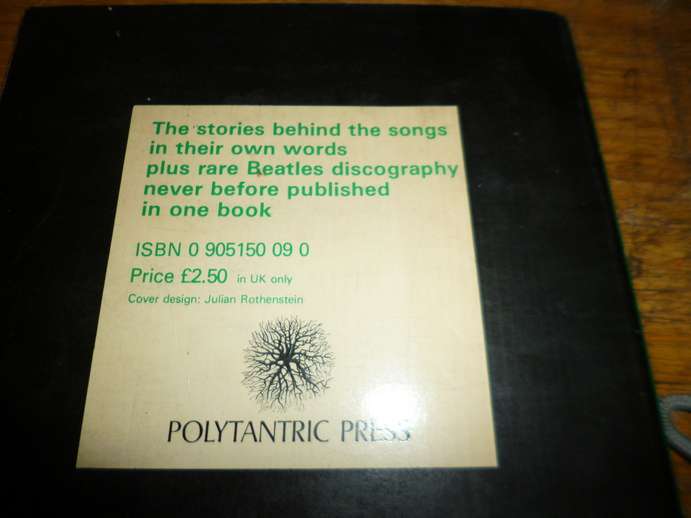 The stories behind the songs
in their own words
plus rare Beatles discography
never before published
in one book
ISBN 0 905150 09 0
Price £2.50 in UK only
Cover design: Julian Rothenstein
POLYTANTRIC PRESS